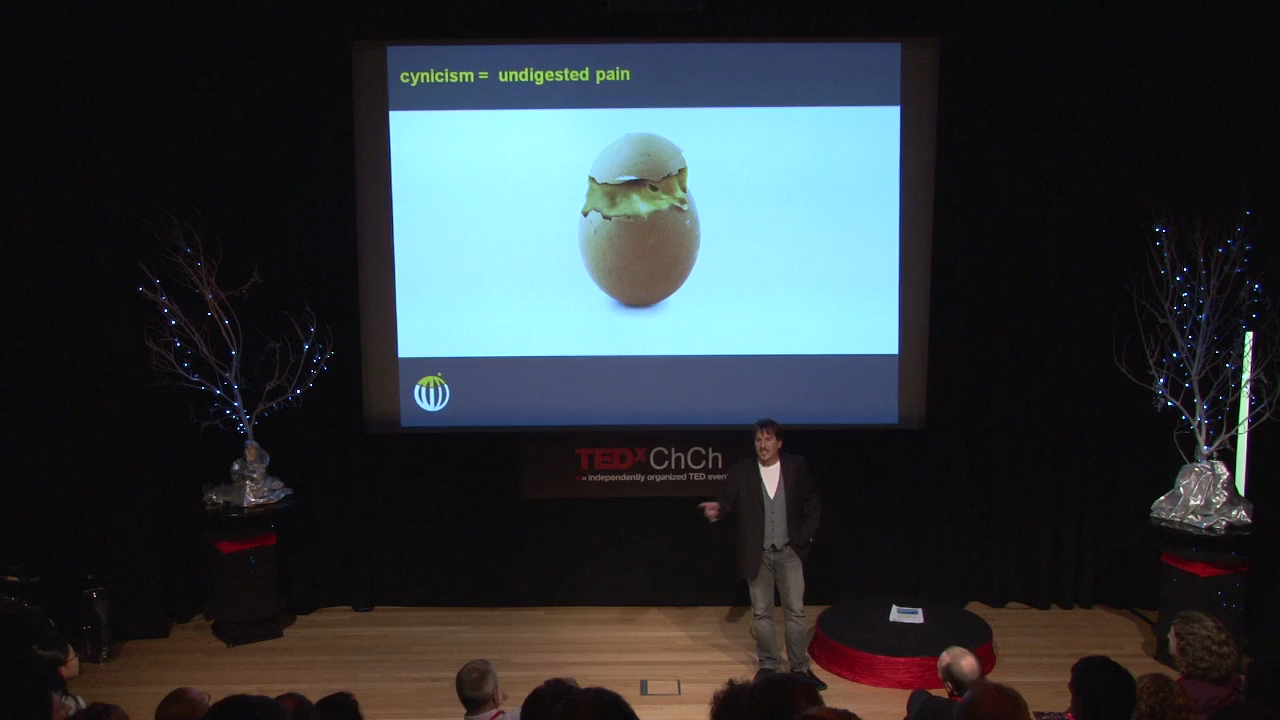 cynicism = undigested pain
TEDxChCh
x = independently organized TED event